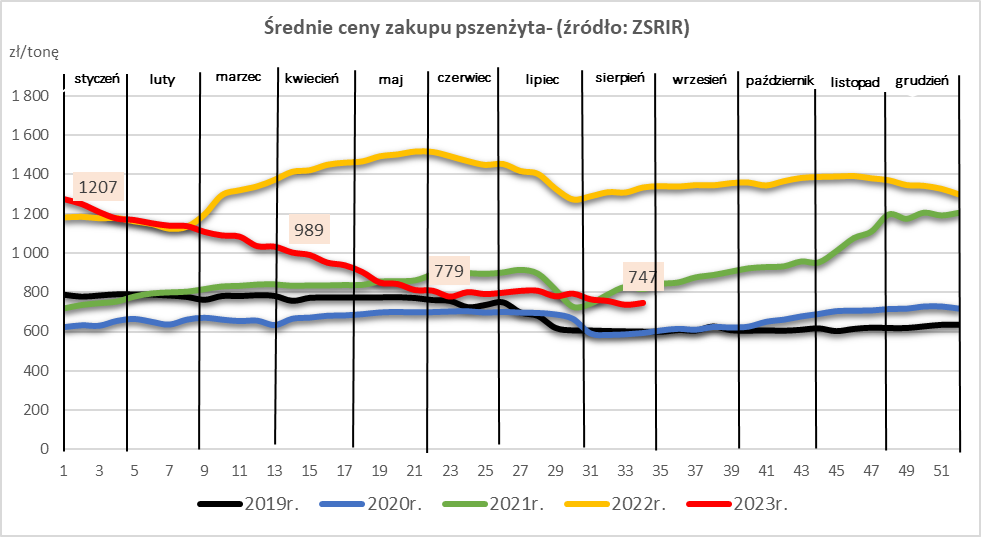 Średnie ceny zakupu pszenżyta- (źródło: ZSRIR)
zł/tonę
styczeń luty marzec kwiecień maj czerwiec lipiec sierpień wrzesień październik listopad grudzień
1 800
1 600
1 400
1 200
1 000
800
600
400
200
0
1207
989
779
747
1 3 5 7 9 11 13 15 17 19 21 23 25 27 29 31 33 35 37 39 41 43 45 47 49 51
2019r. 2020r. 2021r. 2022r. 2023r.